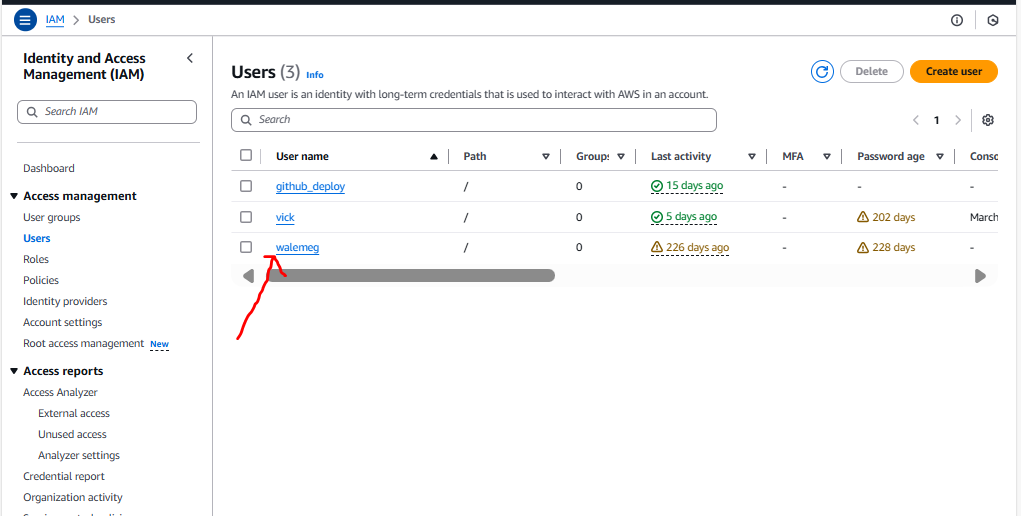 IAM > Users
Identity and Access
Management (IAM)
Search IAM
Dashboard
Access management
User groups
Users
Roles
Policies
Identity providers
Account settings
Root access management New
Access reports
Access Analyzer
External access
Unused access
Analyzer settings
Credential report
Organization activity
Users (3) Info
Delete
Create user
An IAM user is an identity with long-term credentials that is used to interact with AWS in an account.
Search
1
User name Path Groups Last activity MFA Password age Conso
github_deploy / 0 15 days ago - - -
vick / 0 5 days ago - 202 days March
walemeg / 0 226 days ago - 228 days -